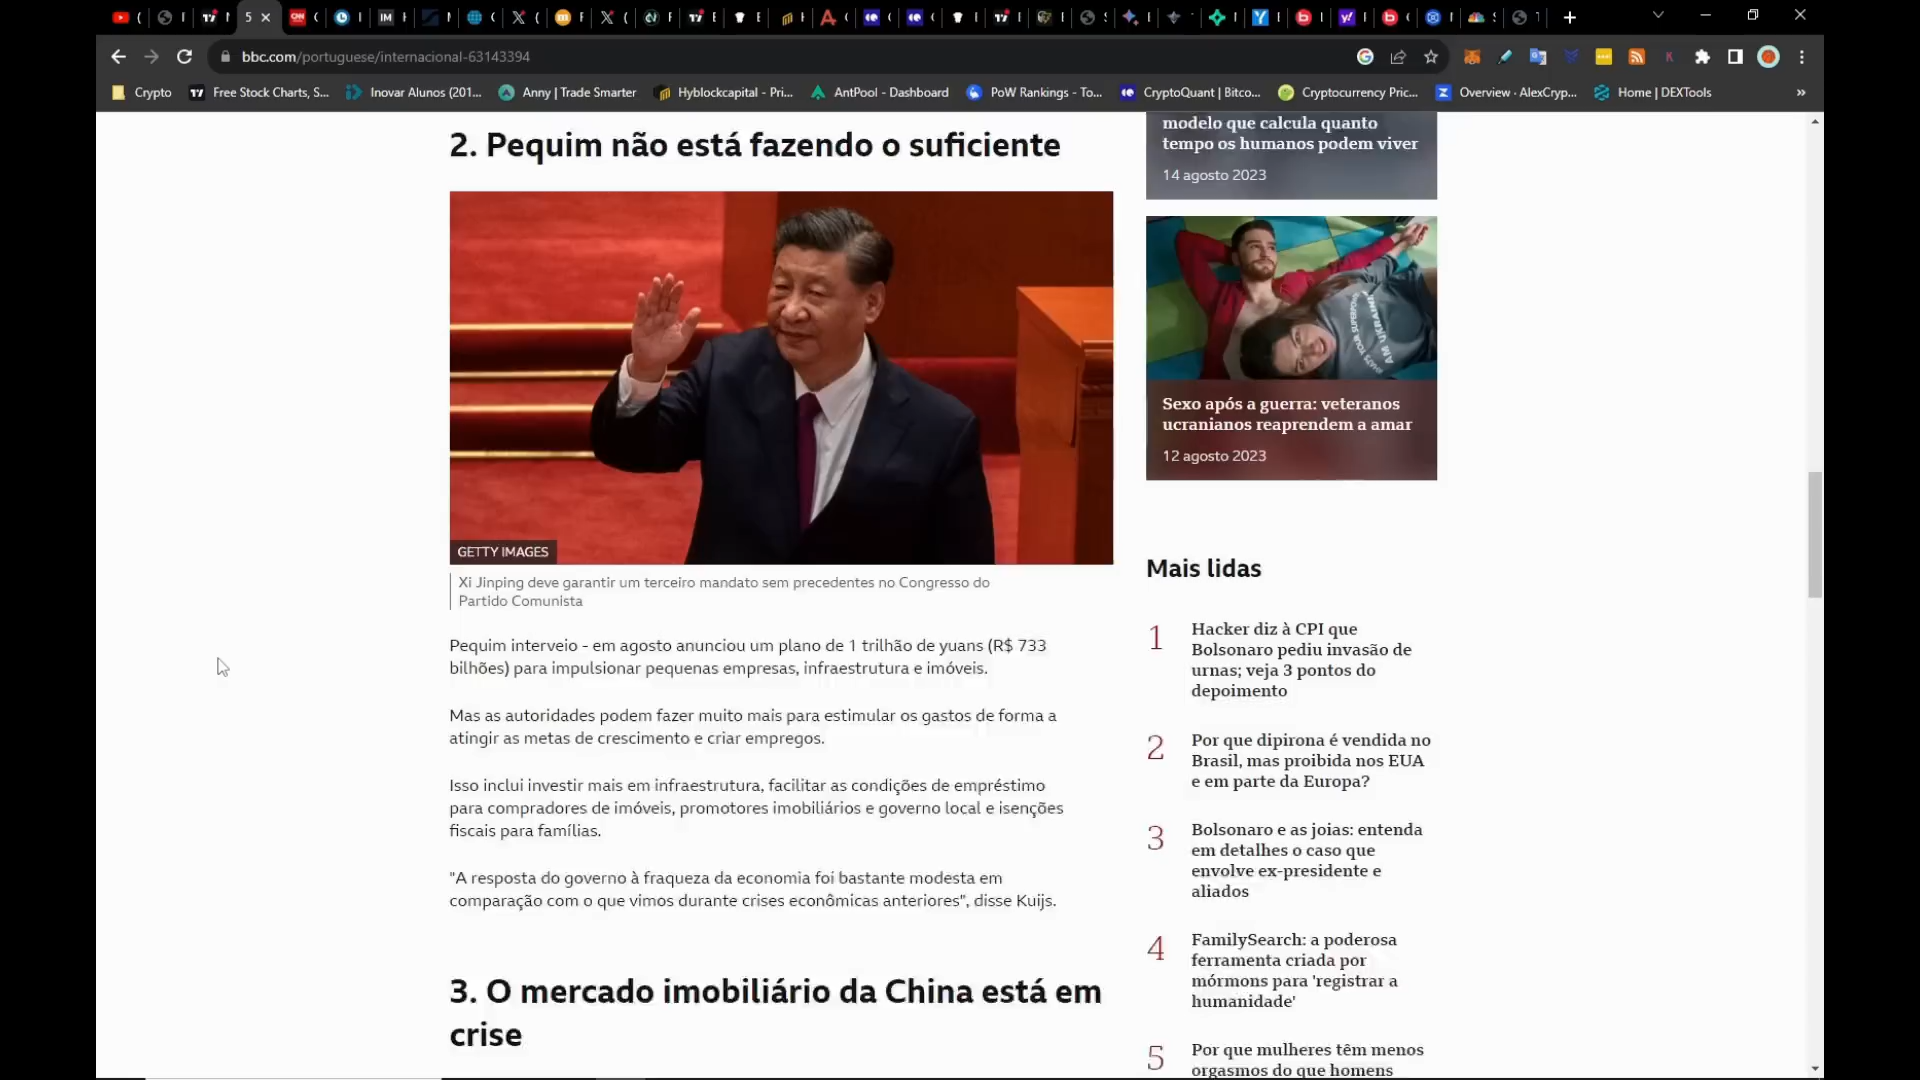 5
bbc.com/portuguese/internacional-63143394
Crypto
Free Stock Charts, S...
Inovar Alunos (201...
Anny | Trade Smarter
Hyblockcapital - Pri...
AntPool - Dashboard
PoW Rankings - To...
CryptoQuant | Bitco...
Cryptocurrency Pric...
Overview · AlexCryp...
Home | DEXTools
»
2. Pequim não está fazendo o suficiente
GETTY IMAGES
Xi Jinping deve garantir um terceiro mandato sem precedentes no Congresso do
Partido Comunista
Pequim interveio - em agosto anunciou um plano de 1 trilhão de yuans (R$ 733
bilhões) para impulsionar pequenas empresas, infraestrutura e imóveis.
Mas as autoridades podem fazer muito mais para estimular os gastos de forma a
atingir as metas de crescimento e criar empregos.
Isso inclui investir mais em infraestrutura, facilitar as condições de empréstimo
para compradores de imóveis, promotores imobiliários e governo local e isenções
fiscais para famílias.
"A resposta do governo à fraqueza da economia foi bastante modesta em
comparação com o que vimos durante crises econômicas anteriores", disse Kuijs.
3. O mercado imobiliário da China está em
crise
modelo que calcula quanto
tempo os humanos podem viver
14 agosto 2023
Sexo após a guerra: veteranos
ucranianos reaprendem a amar
12 agosto 2023
Mais lidas
1
Hacker diz à CPI que
Bolsonaro pediu invasão de
urnas; veja 3 pontos do
depoimento
2
Por que dipirona é vendida no
Brasil, mas proibida nos EUA
e em parte da Europa?
3
Bolsonaro e as joias: entenda
em detalhes o caso que
envolve ex-presidente e
aliados
4
FamilySearch: a poderosa
ferramenta criada por
mórmons para 'registrar a
humanidade'
5
Por que mulheres têm menos
orgasmos do que homens